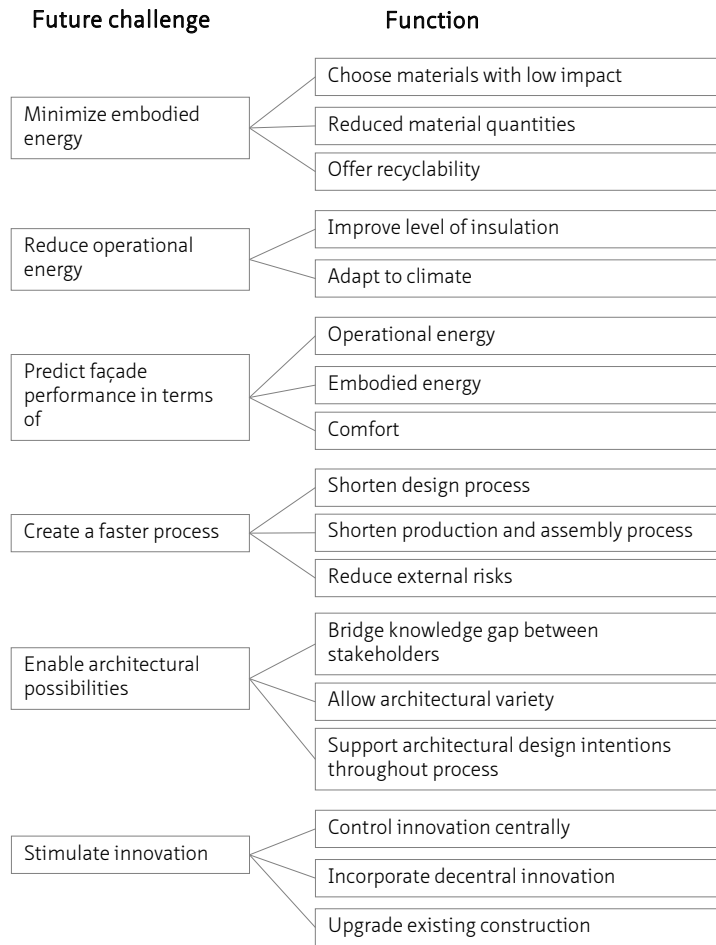 Future challenge
Function
Minimize embodied
energy
Choose materials with low impact
Reduced material quantities
Offer recyclability
Reduce operational
energy
Improve level of insulation
Adapt to climate
Predict façade
performance in terms
of
Operational energy
Embodied energy
Comfort
Create a faster process
Shorten design process
Shorten production and assembly process
Reduce external risks
Enable architectural
possibilities
Bridge knowledge gap between
stakeholders
Allow architectural variety
Support architectural design intentions
throughout process
Stimulate innovation
Control innovation centrally
Incorporate decentral innovation
Upgrade existing construction